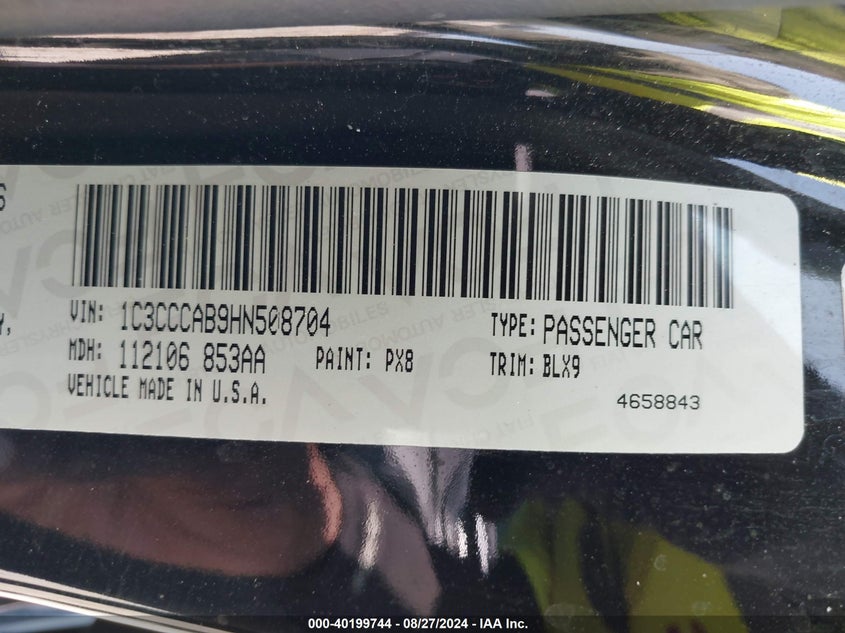 S
Y,
VIN: 1C3CCCAB9HN508704 TYPE: PASSENGER CAR
MDH: 112106 853AA PAINT: PX8 TRIM: BLX9
VEHICLE MADE IN U.S.A.
4658843
000-40199744 - 08/27/2024 - IAA Inc.